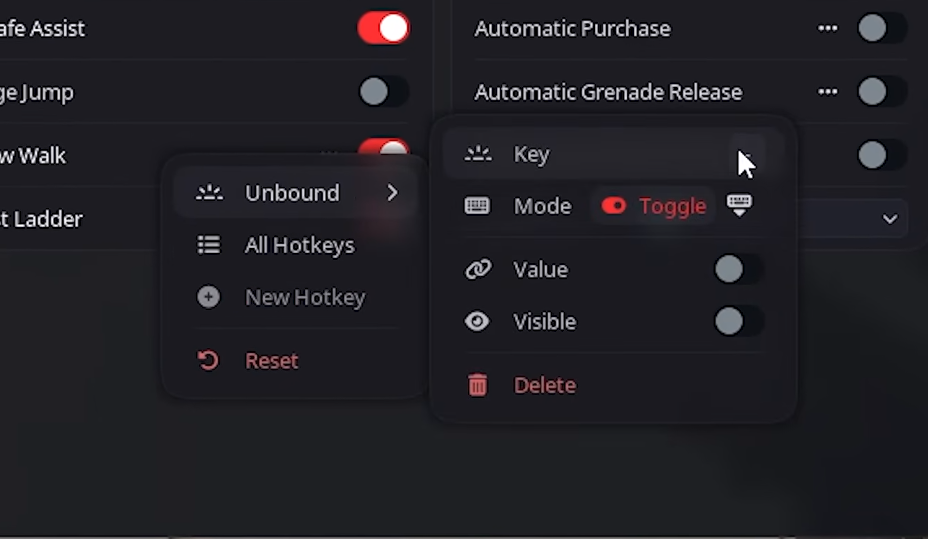 afe Assist
Automatic Purchase
ge Jump
Automatic Grenade Release
w Walk
Key
Unbound
Mode
Toggle
st Ladder
All Hotkeys
Value
New Hotkey
Visible
Reset
Delete